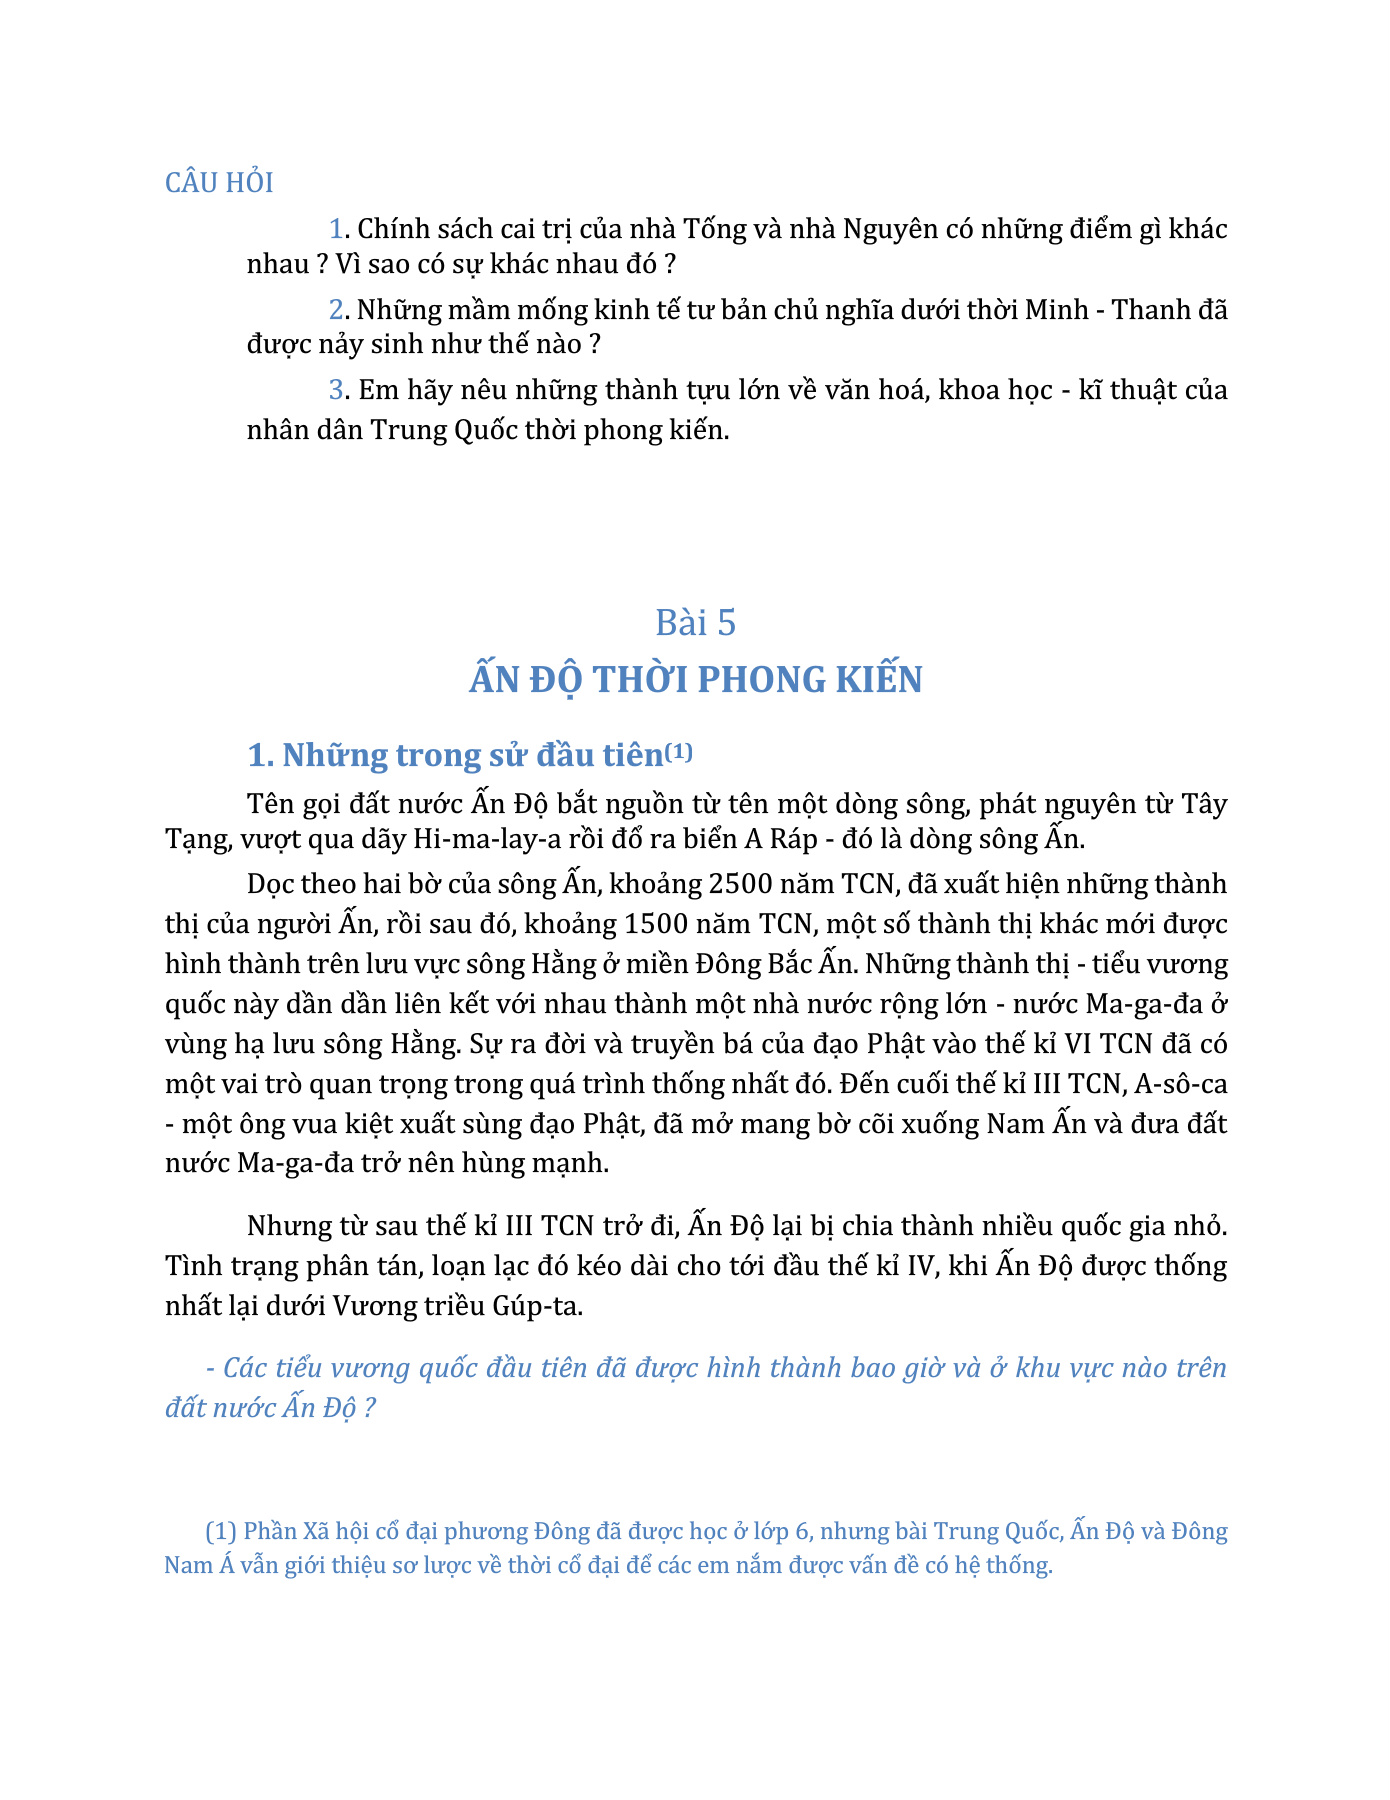 CÂU HỎI
1. Chính sách cai trị của nhà Tống và nhà Nguyên có những điểm gì khác
nhau ? Vì sao có sự khác nhau đó ?
2. Những mầm mống kinh tế tư bản chủ nghĩa dưới thời Minh - Thanh đã
được nảy sinh như thế nào ?
3. Em hãy nêu những thành tựu lớn về văn hoá, khoa học - kĩ thuật của
nhân dân Trung Quốc thời phong kiến.
Bài 5
ẤN ĐỘ THỜI PHONG KIẾN
1. Những trong sử đầu tiên(1)
Tên gọi đất nước Ấn Độ bắt nguồn từ tên một dòng sông, phát nguyên từ Tây
Tạng, vượt qua dãy Hi-ma-lay-a rồi đổ ra biển A Ráp - đó là dòng sông Ấn.
Dọc theo hai bờ của sông Ấn, khoảng 2500 năm TCN, đã xuất hiện những thành
thị của người Ấn, rồi sau đó, khoảng 1500 năm TCN, một số thành thị khác mới được
hình thành trên lưu vực sông Hằng ở miền Đông Bắc Ấn. Những thành thị - tiểu vương
quốc này dần dần liên kết với nhau thành một nhà nước rộng lớn - nước Ma-ga-đa ở
vùng hạ lưu sông Hằng. Sự ra đời và truyền bá của đạo Phật vào thế kỉ VI TCN đã có
một vai trò quan trọng trong quá trình thống nhất đó. Đến cuối thế kỉ III TCN, A-sô-ca
- một ông vua kiệt xuất sùng đạo Phật, đã mở mang bờ cõi xuống Nam Ấn và đưa đất
nước Ma-ga-đa trở nên hùng mạnh.
Nhưng từ sau thế kỉ III TCN trở đi, Ấn Độ lại bị chia thành nhiều quốc gia nhỏ.
Tình trạng phân tán, loạn lạc đó kéo dài cho tới đầu thế kỉ IV, khi Ấn Độ được thống
nhất lại dưới Vương triều Gúp-ta.
- Các tiểu vương quốc đầu tiên đã được hình thành bao giờ và ở khu vực nào trên
đất nước Ấn Độ ?
(1) Phần Xã hội cổ đại phương Đông đã được học ở lớp 6, nhưng bài Trung Quốc, Ấn Độ và Đông
Nam Á vẫn giới thiệu sơ lược về thời cổ đại để các em nắm được vấn đề có hệ thống.